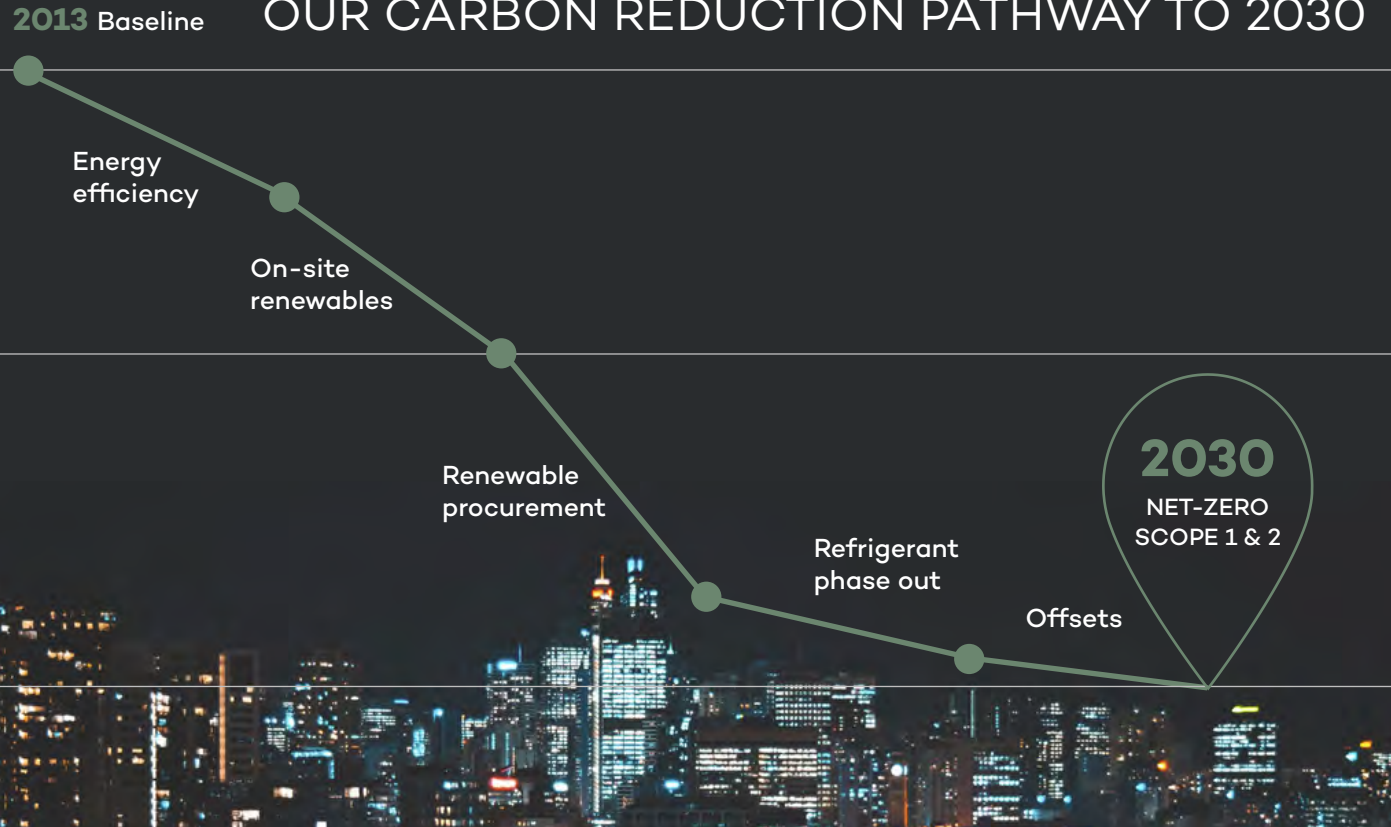 2013 Baseline
OUR CARBON REDUCTION PATHWAY TO 2030
Energy
efficiency
On-site
renewables
Renewable
procurement
Refrigerant
phase out
Offsets
2030
NET-ZERO
SCOPE 1 & 2